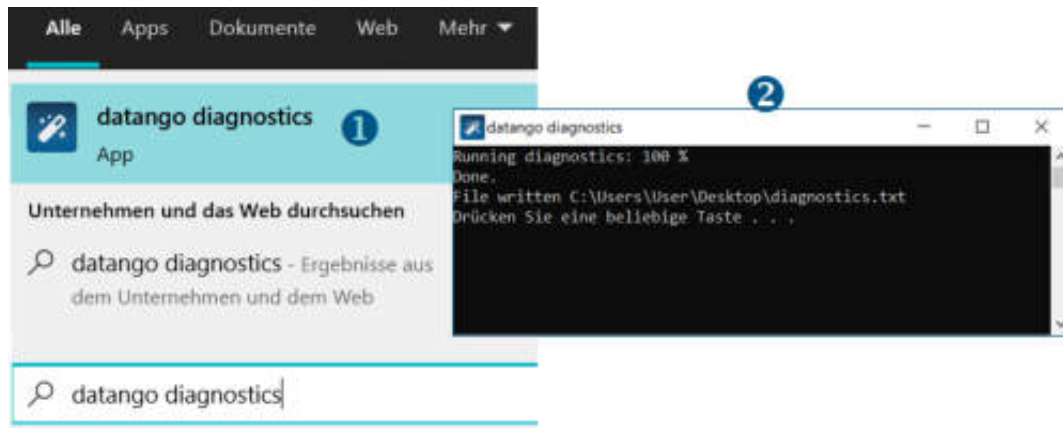 Alle Apps Dokumente Web Mehr
datango diagnostics
App
1
Unternehmen und das Web durchsuchen
datango diagnostics - Ergebnisse aus
dem Unternehmen und dem Web
datango diagnostics
2
datango diagnostics
Running diagnostics: 100 %
Done.
File written C:\Users\User\Desktop\diagnostics.txt
Drücken Sie eine beliebige Taste . . .